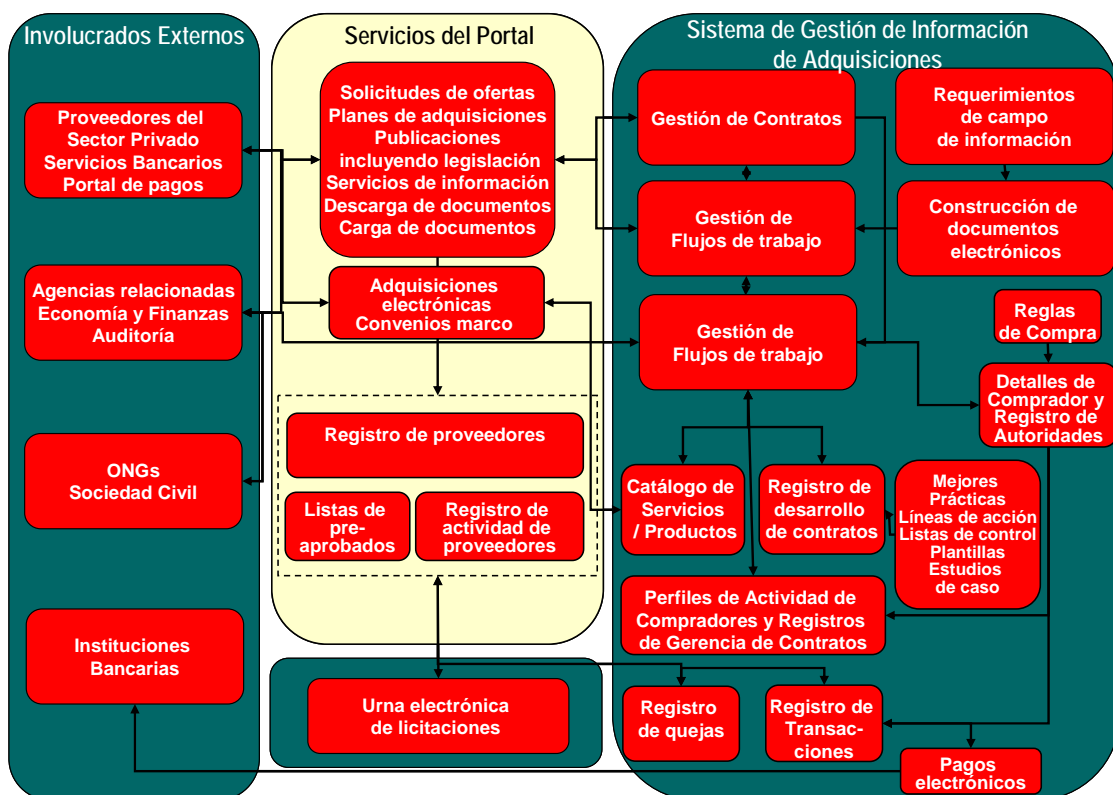 Involucrados Externos
Proveedores del
Sector Privado
Servicios Bancarios
Portal de pagos
Agencias relacionadas
Economía y Finanzas
Auditoría
ONGs
Sociedad Civil
Instituciones
Bancarias
Servicios del Portal
Solicitudes de ofertas
Planes de adquisiciones
Publicaciones
incluyendo legislación
Servicios de información
Descarga de documentos
Carga de documentos
Adquisiciones
electrónicas
Convenios marco
Registro de proveedores
Listas de
pre-
aprobados
Registro de
actividad de
proveedores
Urna electrónica
de licitaciones
Sistema de Gestión de Información
de Adquisiciones
Gestión de Contratos
Requerimientos
de campo
de información
Gestión de
Flujos de trabajo
Construcción de
documentos
electrónicos
Gestión de
Flujos de trabajo
Reglas
de Compra
Detalles de
Comprador y
Registro de
Autoridades
Catálogo de
Servicios
/ Productos
Registro de
desarrollo
de contratos
Mejores
Prácticas
Líneas de acción
Listas de control
Plantillas
Estudios
de caso
Perfiles de Actividad de
Compradores y Registros
de Gerencia de Contratos
Registro
de quejas
Registro de
Transac-
ciones
Pagos
electrónicos